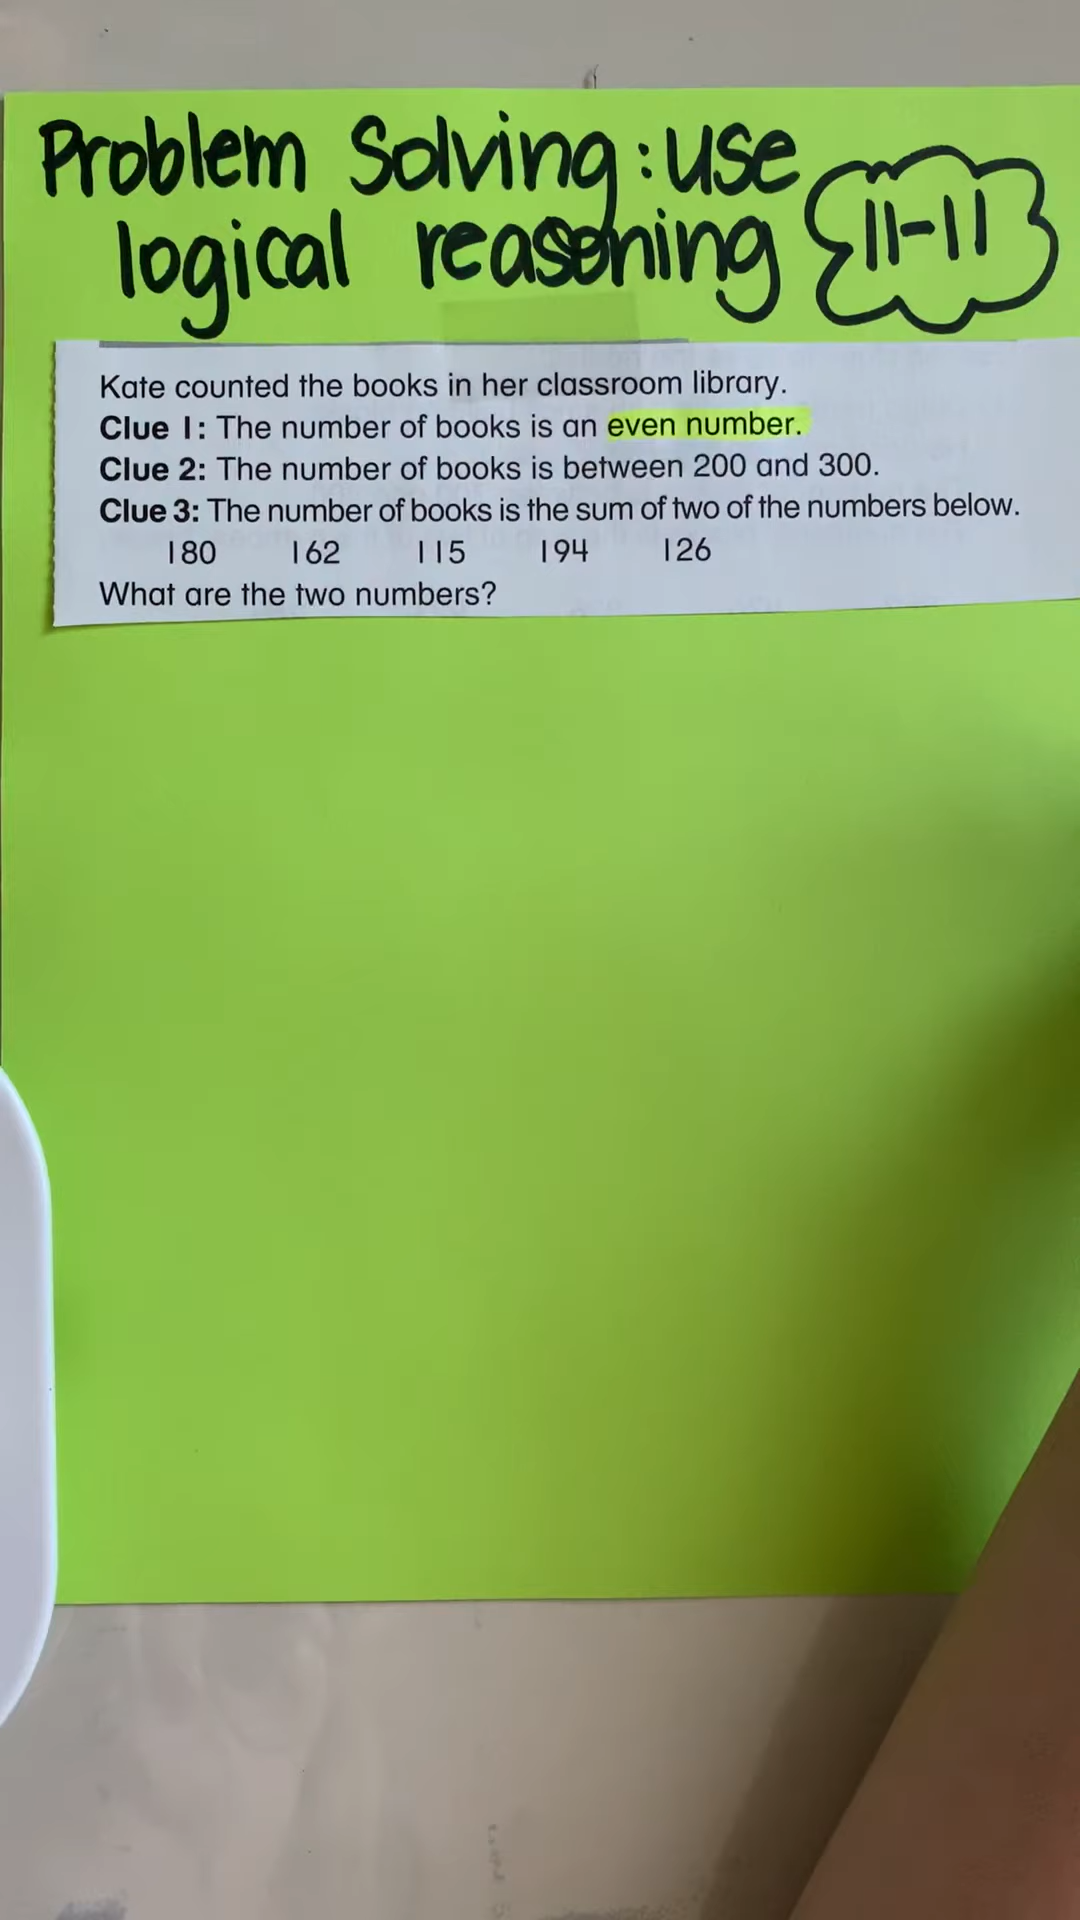 Problem Solving: use
logical reasoning 11-11
Kate counted the books in her classroom library.
Clue 1: The number of books is an even number.
Clue 2: The number of books is between 200 and 300.
Clue 3: The number of books is the sum of two of the numbers below.
180 162 115 194 126
What are the two numbers?